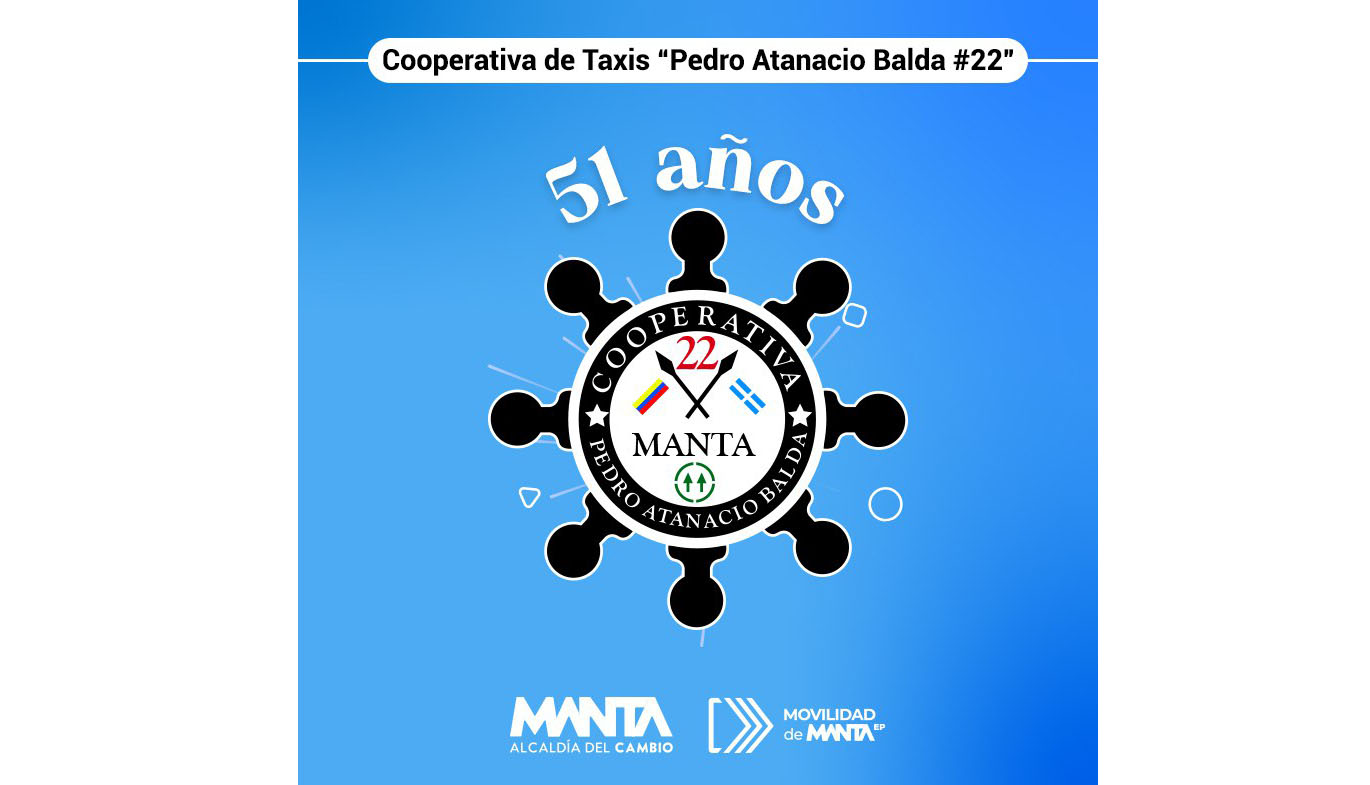 Cooperativa de Taxis “Pedro Atanacio Balda #22”
51 años
COOPERATIVA
22
MANTA
PEDRO ATANACIO BALDA
MANTA
ALCALDÍA DEL CAMBIO
MOVILIDAD
de MANTA EP